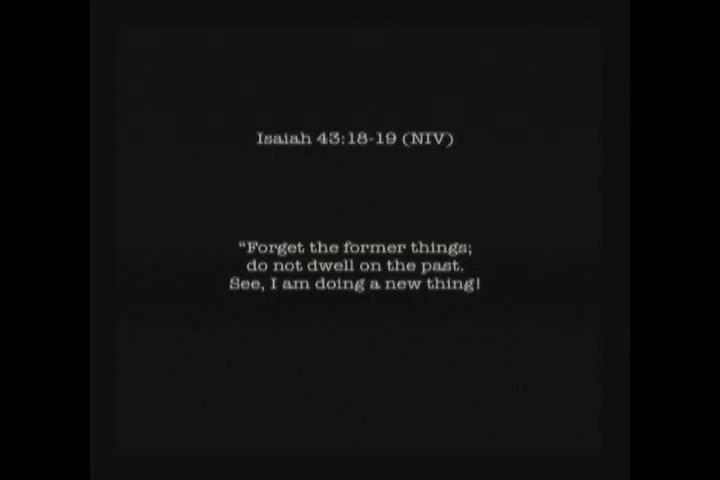 Isaiah 43:18-19 (NIV)
“Forget the former things;
do not dwell on the past.
See, I am doing a new thing!